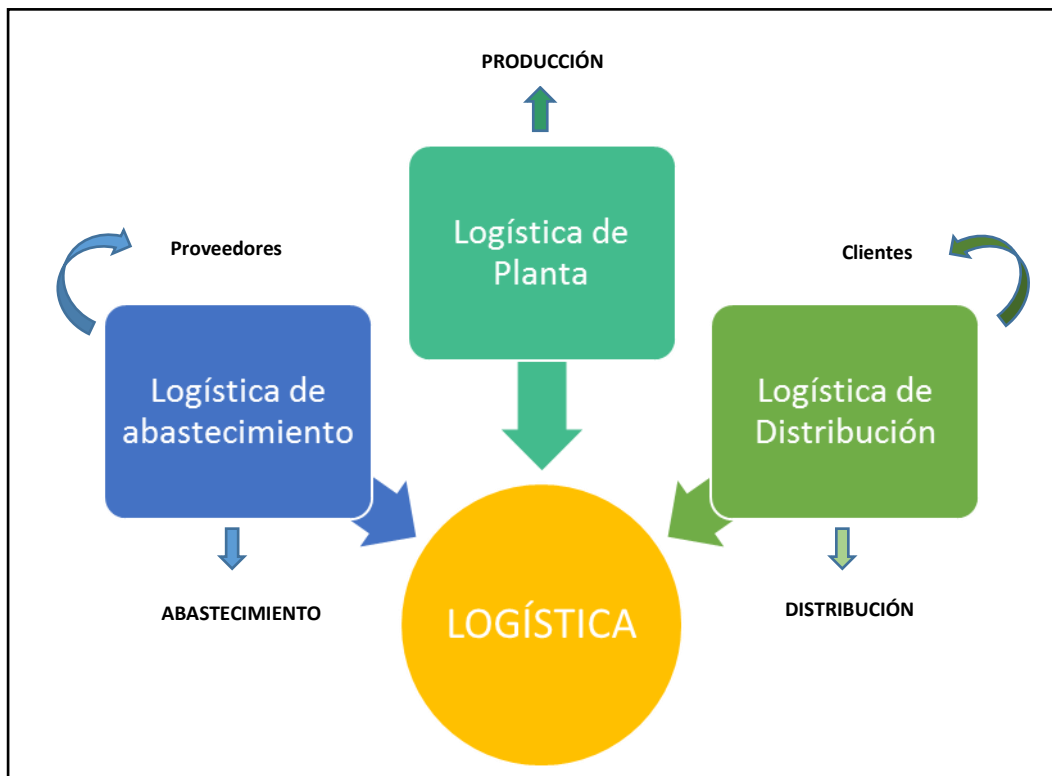 PRODUCCIÓN
Logística de
Planta
Proveedores
Clientes
Logística de
abastecimiento
Logística de
Distribución
ABASTECIMIENTO
DISTRIBUCIÓN
LOGÍSTICA